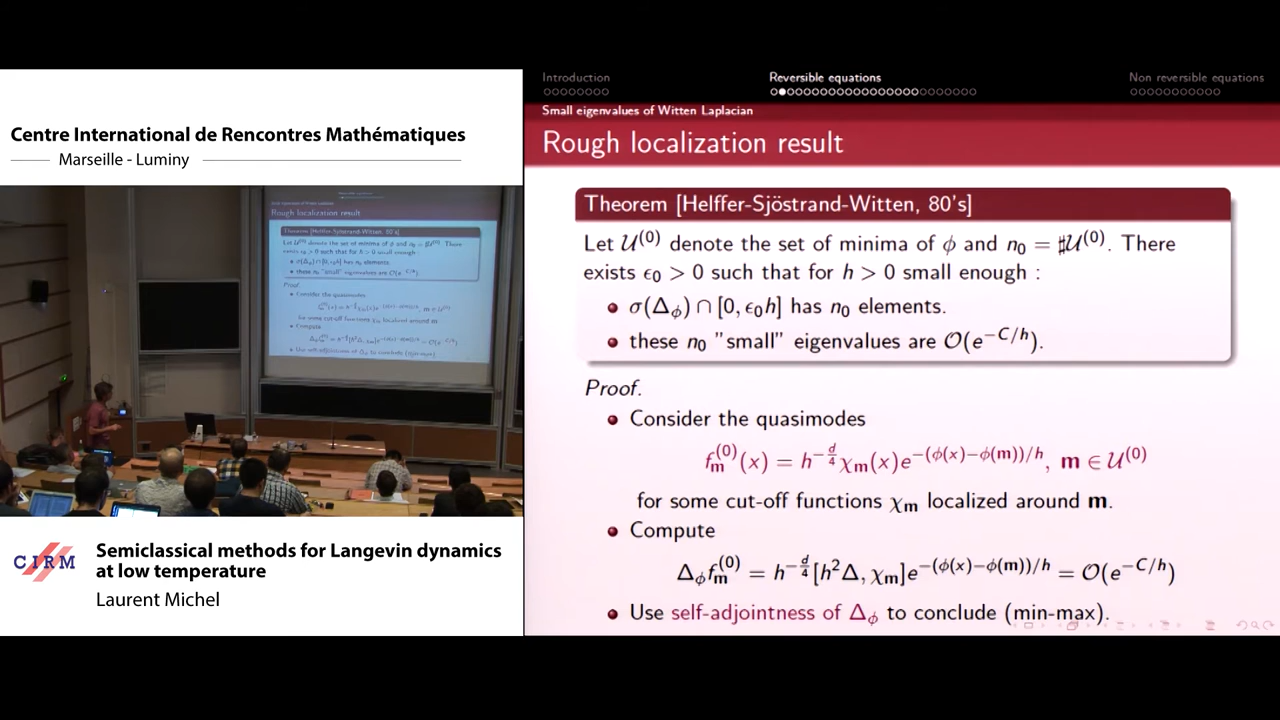 Centre International de Rencontres Mathématiques
Marseille - Luminy
CIRM
Semiclassical methods for Langevin dynamics
at low temperature
Laurent Michel
Introduction
Reversible equations
Non reversible equations
Small eigenvalues of Witten Laplacian
Rough localization result
Theorem [Helffer-Sjöstrand-Witten, 80's]
Let 𝒰⁽⁰⁾ denote the set of minima of ϕ and n₀ = ♯𝒰⁽⁰⁾. There
exists ϵ₀ > 0 such that for h > 0 small enough :
σ(Δ_ϕ) ∩ [0, ϵ₀h] has n₀ elements.
these n₀ "small" eigenvalues are 𝒪(e^{−C/h}).
Proof.
Consider the quasimodes
f_𝐦^{(0)}(x) = h^{−d/4}χ_𝐦(x)e^{−(ϕ(x)−ϕ(𝐦))/h}, 𝐦 ∈ 𝒰⁽⁰⁾
for some cut-off functions χ_𝐦 localized around 𝐦.
Compute
Δ_ϕ f_𝐦^{(0)} = h^{−d/4}[h²Δ, χ_𝐦]e^{−(ϕ(x)−ϕ(𝐦))/h} = 𝒪(e^{−C/h})
Use self-adjointness of Δ_ϕ to conclude (min-max).